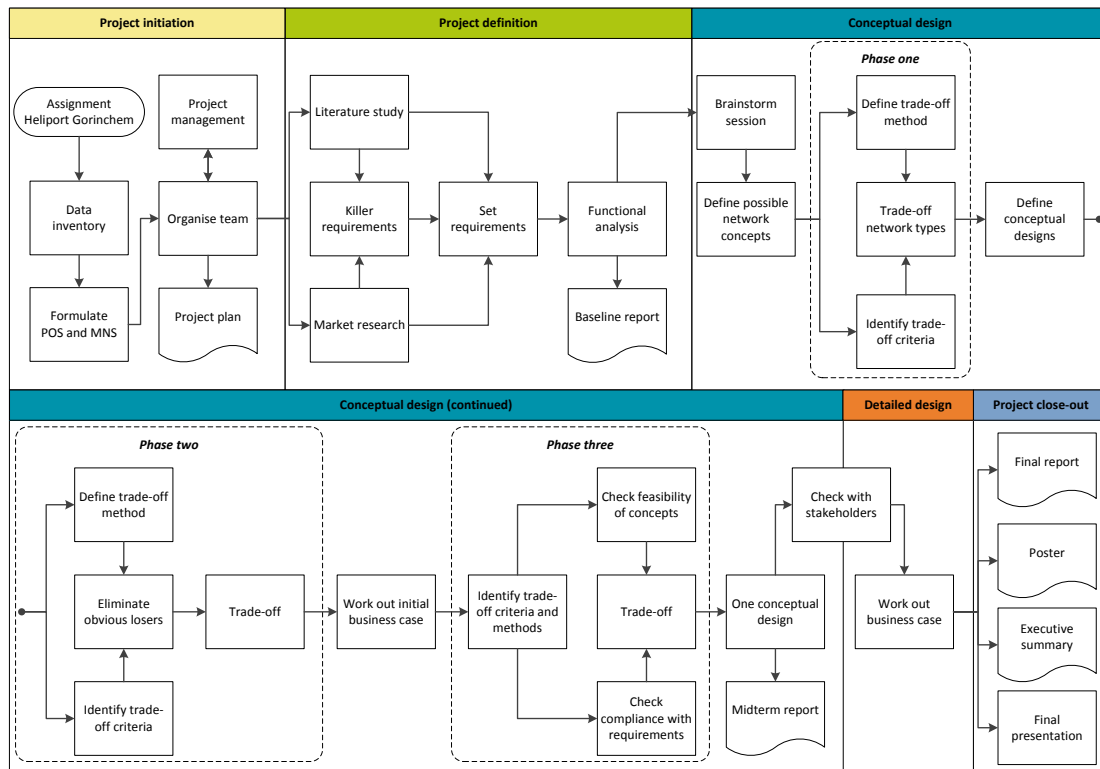 Project initiation
Project definition
Conceptual design
Phase one
Assignment
Heliport Gorinchem
Project
management
Literature study
Brainstorm
session
Define trade-off
method
Data
inventory
Organise team
Killer
requirements
Set
requirements
Functional
analysis
Define possible
network
concepts
Trade-off
network types
Define
conceptual
designs
Formulate
POS and MNS
Project plan
Market research
Baseline report
Identify trade-
off criteria
Conceptual design (continued)
Detailed design
Project close-out
Phase two
Phase three
Define trade-off
method
Check feasibility
of concepts
Check with
stakeholders
Final report
Eliminate
obvious losers
Trade-off
Work out initial
business case
Identify trade-
off criteria and
methods
Trade-off
One conceptual
design
Work out
business case
Poster
Executive
summary
Identify trade-
off criteria
Check
compliance with
requirements
Midterm report
Final
presentation